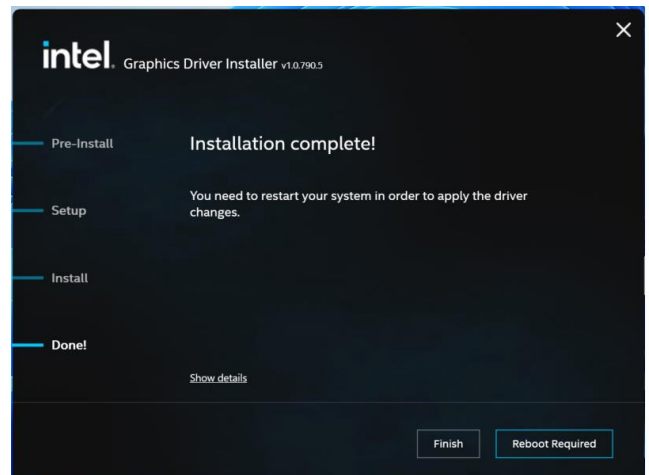 intel. Graphics Driver Installer v1.0.790.5
Pre-Install
Installation complete!
You need to restart your system in order to apply the driver
changes.
Setup
Install
Done!
Show details
Finish
Reboot Required